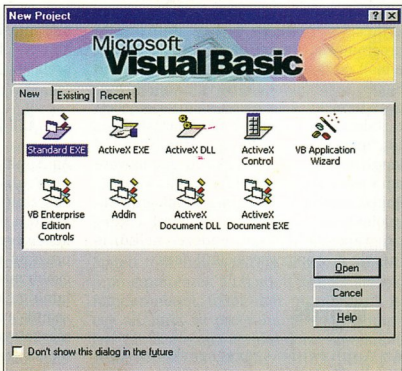 New Project
Microsoft
Visual Basic
New Existing Recent
Standard EXE ActiveX EXE ActiveX DLL ActiveX Control VB Application Wizard
VB Enterprise Edition Controls Addin ActiveX Document DLL ActiveX Document EXE
Open
Cancel
Help
Don't show this dialog in the future